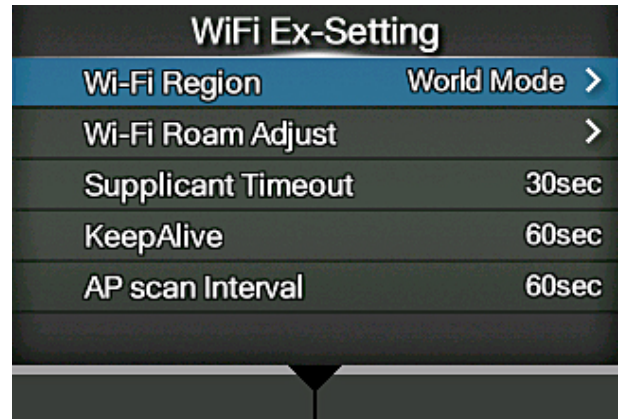 WiFi Ex-Setting
Wi-Fi Region World Mode >
Wi-Fi Roam Adjust >
Supplicant Timeout 30sec
KeepAlive 60sec
AP scan Interval 60sec